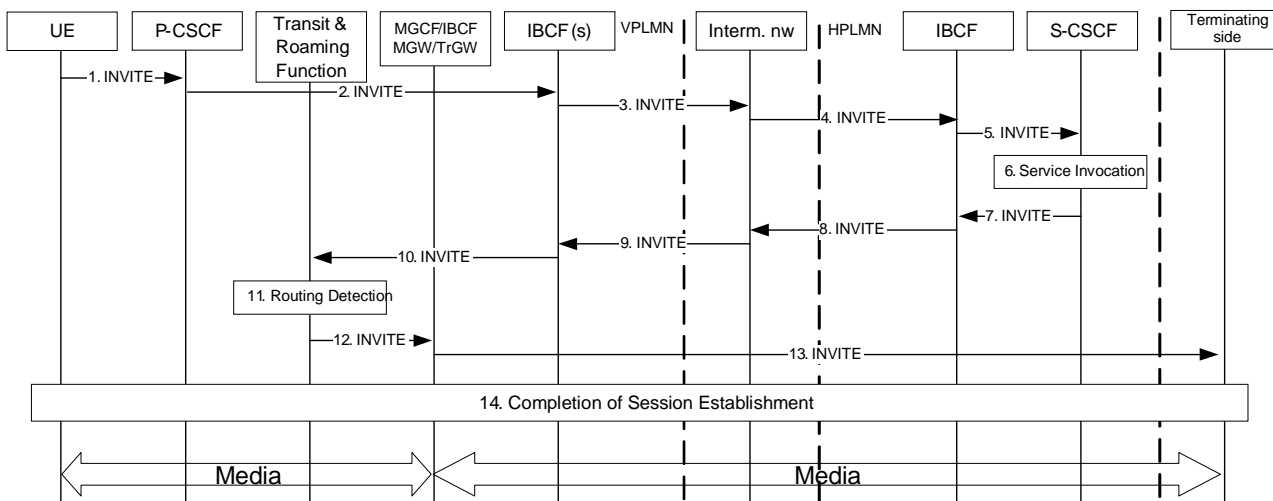 UE
P-CSCF
Transit &
Roaming
Function
MGCF/IBCF
MGW/TrGW
IBCF(s)
VPLMN
Interm. nw
HPLMN
IBCF
S-CSCF
Terminating
side
1. INVITE
2. INVITE
3. INVITE
4. INVITE
5. INVITE
6. Service Invocation
7. INVITE
8. INVITE
9. INVITE
10. INVITE
11. Routing Detection
12. INVITE
13. INVITE
14. Completion of Session Establishment
Media
Media